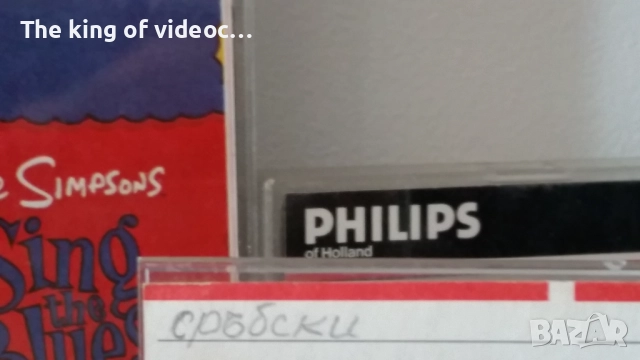 The king of videoc...
Simpsons
Sing
the
Blues
PHILIPS
of Holland
сръбски
BAZAR